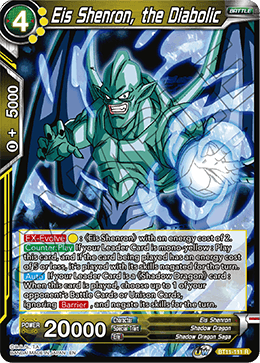 4
Eis Shenron, the Diabolic
BATTLE
+ 5000
EX-Evolve : 《Eis Shenron》 with an energy cost of 2.
Counter:Play If your Leader Card is mono-yellow : Play
this card, and if the card being played has an energy cost
of 5 or less, it's played with its skills negated for the turn.
Auto If your Leader Card is a 《Shadow Dragon》 card :
When this card is played, choose up to 1 of your
opponent's Battle Cards or Unison Cards,
ignoring Barrier, and negate its skills for the turn.
POWER
20000
Character
Eis Shenron
Special Trait
Shadow Dragon
Era
Shadow Dragon Saga
BT11-111 R